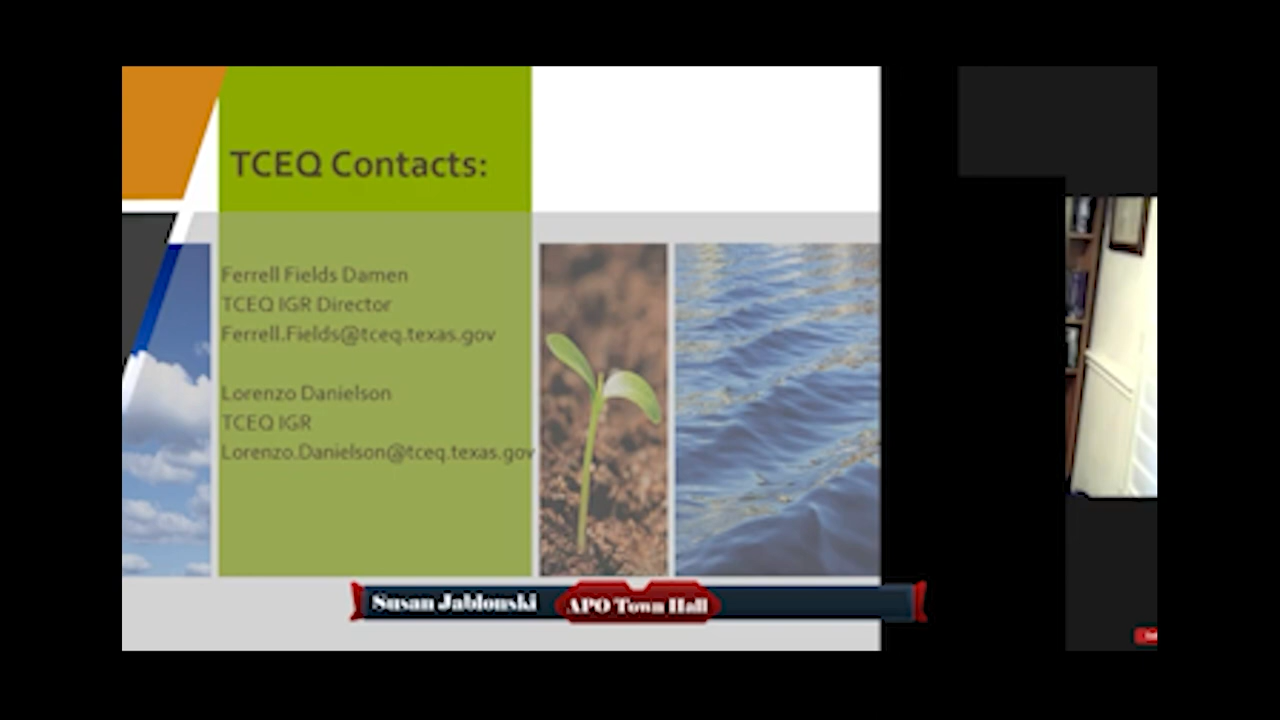 TCEQ Contacts:
Ferrell Fields Damen
TCEQ IGR Director
Ferrell.Fields@tceq.texas.gov
Lorenzo Danielson
TCEQ IGR
Lorenzo.Danielson@tceq.texas.gov
Susan Jablonski APO Town Hall